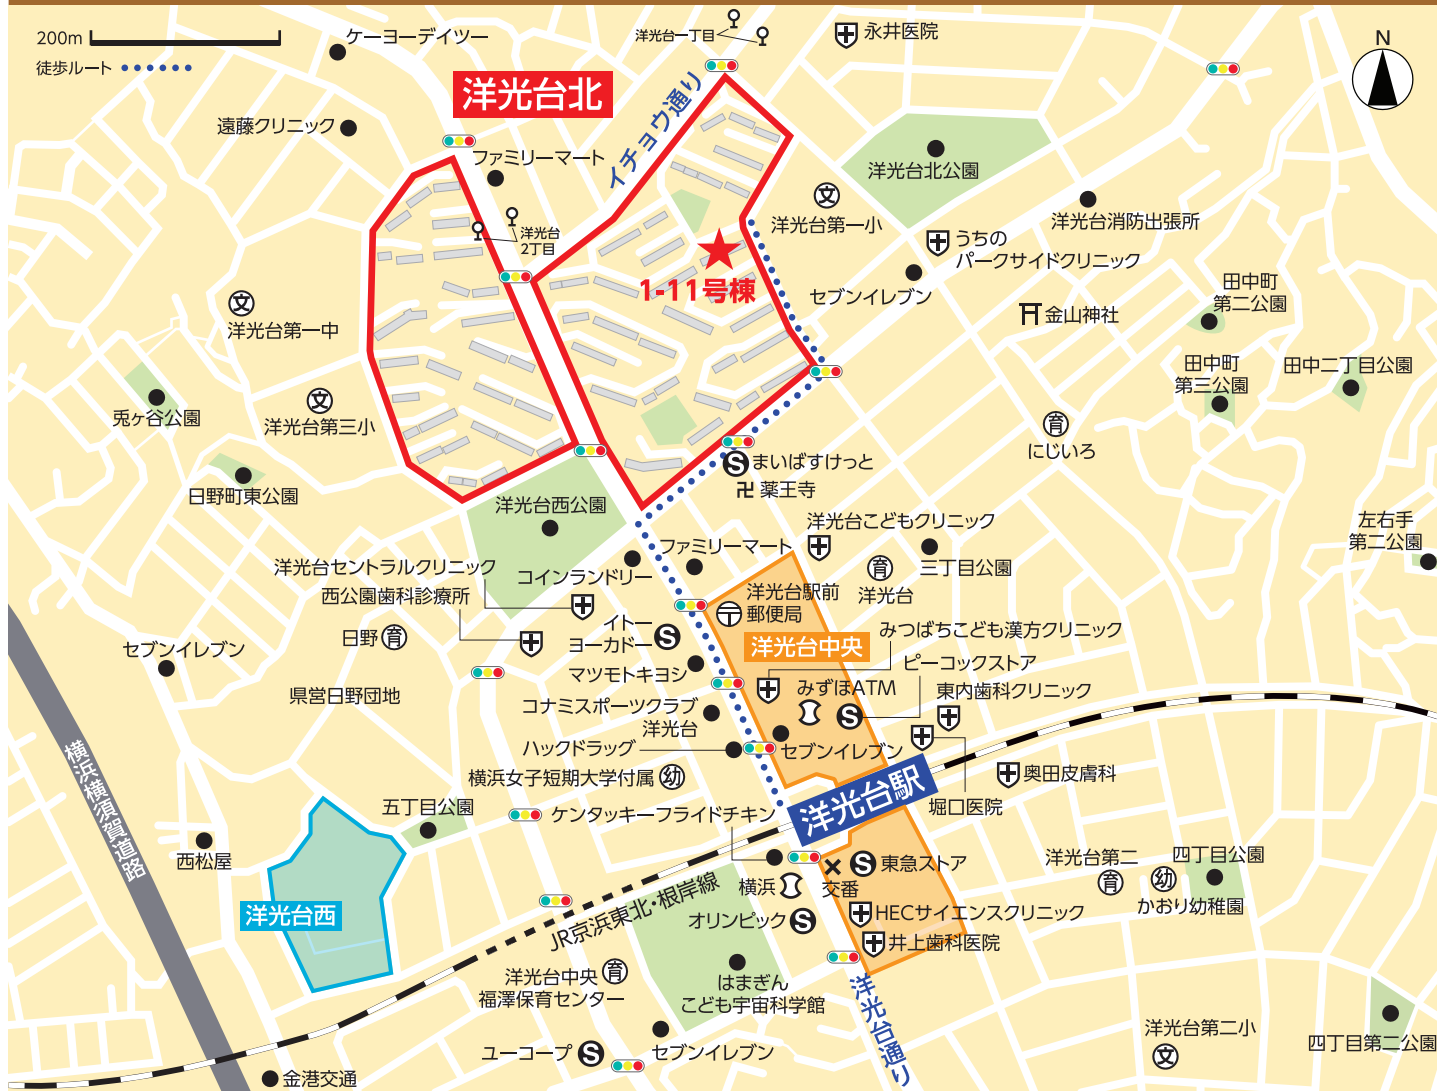 200m
徒歩ルート
ケーヨーデイツー
洋光台一丁目
永井医院
N
洋光台北
イチョウ通り
遠藤クリニック
ファミリーマート
洋光台北公園
洋光台
2丁目
文
洋光台第一小
洋光台消防出張所
うちの
パークサイドクリニック
1-11号棟
セブンイレブン
田中町
第二公園
文
洋光台第一中
金山神社
田中町
第三公園
田中二丁目公園
兎ヶ谷公園
文
洋光台第三小
育
にじいろ
S
まいばすけっと
卍 薬王寺
日野町東公園
洋光台西公園
洋光台こどもクリニック
左右手
第二公園
ファミリーマート
洋光台セントラルクリニック
コインランドリー
育
洋光台
三丁目公園
西公園歯科診療所
洋光台駅前
郵便局
イトー
ヨーカドー
S
日野
育
洋光台中央
みつばちこども漢方クリニック
セブンイレブン
マツモトキヨシ
ピーコックストア
みずほATM
S
東内歯科クリニック
県営日野団地
コナミスポーツクラブ
洋光台
ハックドラッグ
セブンイレブン
横浜女子短期大学付属
幼
洋光台駅
奥田皮膚科
堀口医院
横浜横須賀道路
五丁目公園
ケンタッキーフライドチキン
西松屋
S
東急ストア
洋光台第二
育
幼
四丁目公園
かおり幼稚園
横浜
交番
洋光台西
JR京浜東北・根岸線
オリンピック
S
HECサイエンスクリニック
井上歯科医院
洋光台中央
福澤保育センター
育
はまぎん
こども宇宙科学館
洋光台通り
洋光台第二小
文
四丁目第二公園
ユーコープ
S
セブンイレブン
金港交通